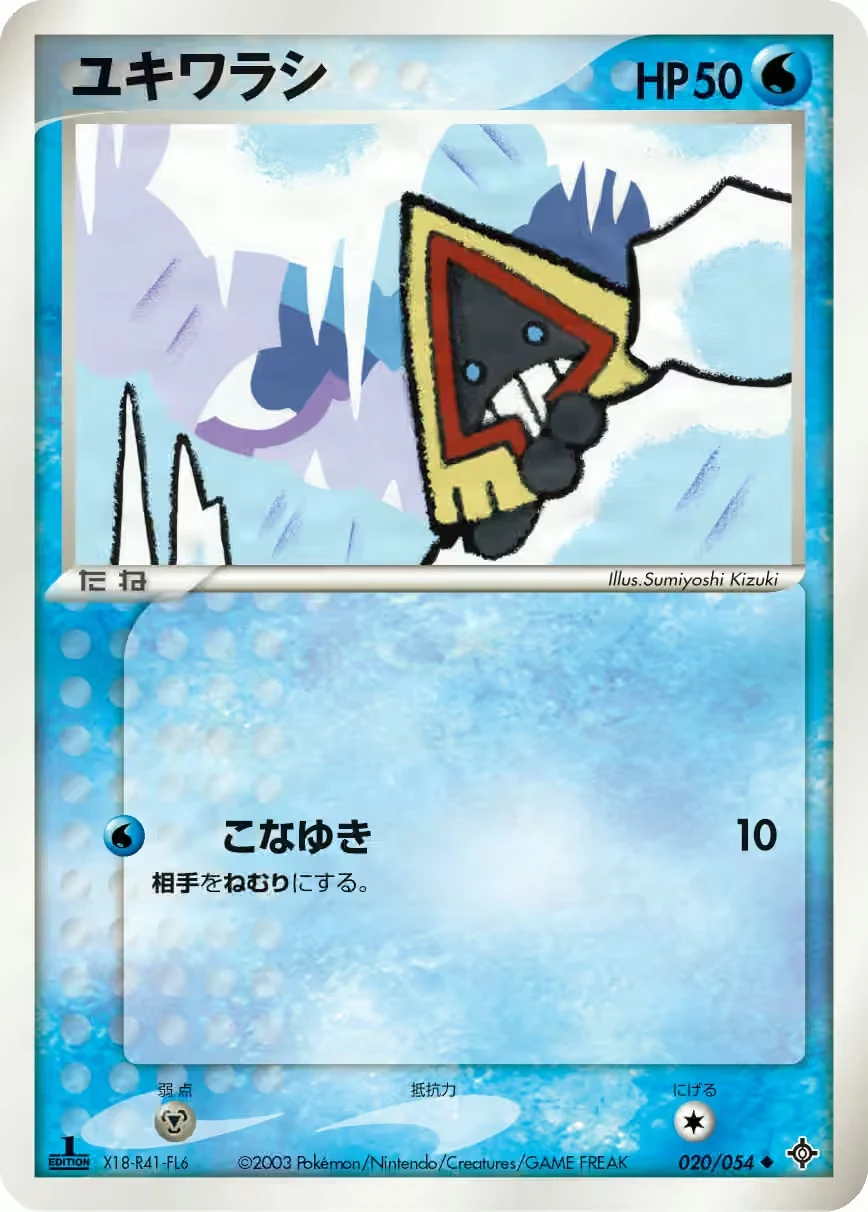 ユキワラシ HP50
たね Illus.Sumiyoshi Kizuki
こなゆき 10
相手をねむりにする。
弱点 抵抗力 にげる
1 EDITION X18-R41-FL6 ©2003 Pokémon/Nintendo/Creatures/GAME FREAK 020/054 ◆